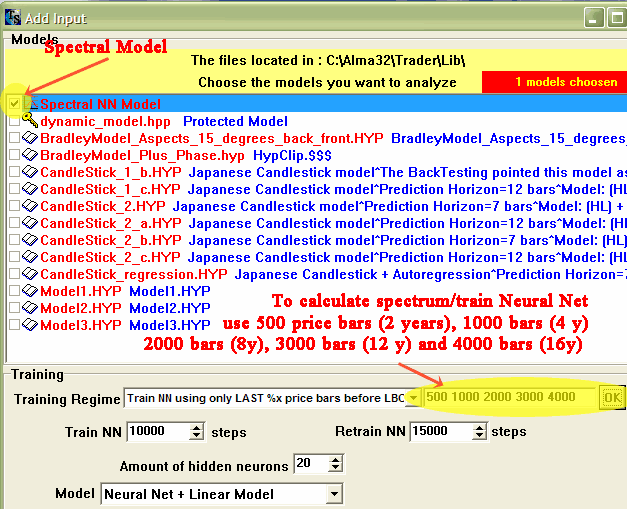 Add Input
Models
Spectral Model
The files located in : C:\Alma32\Trader\Lib\
Choose the models you want to analyze
1 models choosen
Spectral NN Model
dynamic_model.hpp Protected Model
BradleyModel_Aspects_15_degrees_back_front.HYP BradleyModel_Aspects_15_degrees_
BradleyModel_Plus_Phase.hyp HypClip.$$$
CandleStick_1_b.HYP Japanese Candlestick model^The BackTesting pointed this model as
CandleStick_1_c.HYP Japanese Candlestick model^Prediction Horizon=12 bars^Model: (HL)
CandleStick_2.HYP Japanese Candlestick model^Prediction Horizon=7 bars^Model: (HL) +
CandleStick_2_a.HYP Japanese Candlestick model^Prediction Horizon=12 bars^Model: (HL)
CandleStick_2_b.HYP Japanese Candlestick model^Prediction Horizon=7 bars^Model: (HL)
CandleStick_2_c.HYP Japanese Candlestick model^Prediction Horizon=12 bars^Model: (HL)
CandleStick_regression.HYP Japanese Candlestick + Autoregression^Prediction Horizon=7
Model1.HYP Model1.HYP
Model2.HYP Model2.HYP
Model3.HYP Model3.HYP
To calculate spectrum/train Neural Net
use 500 price bars (2 years), 1000 bars (4 y)
2000 bars (8y), 3000 bars (12 y) and 4000 bars (16y)
Training
Training Regime Train NN using only LAST %x price bars before LBC 500 1000 2000 3000 4000 OK
Train NN 10000 steps Retrain NN 15000 steps
Amount of hidden neurons 20
Model Neural Net + Linear Model